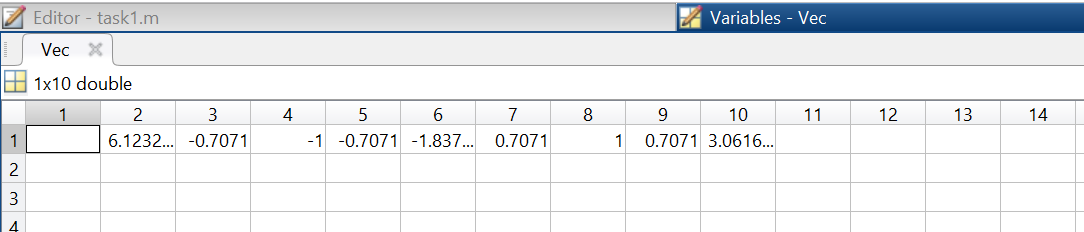 Editor - task1.m Variables - Vec
Vec
1x10 double
1 2 3 4 5 6 7 8 9 10 11 12 13 14
1 6.1232... -0.7071 -1 -0.7071 -1.837... 0.7071 1 0.7071 3.0616...
2
3
4